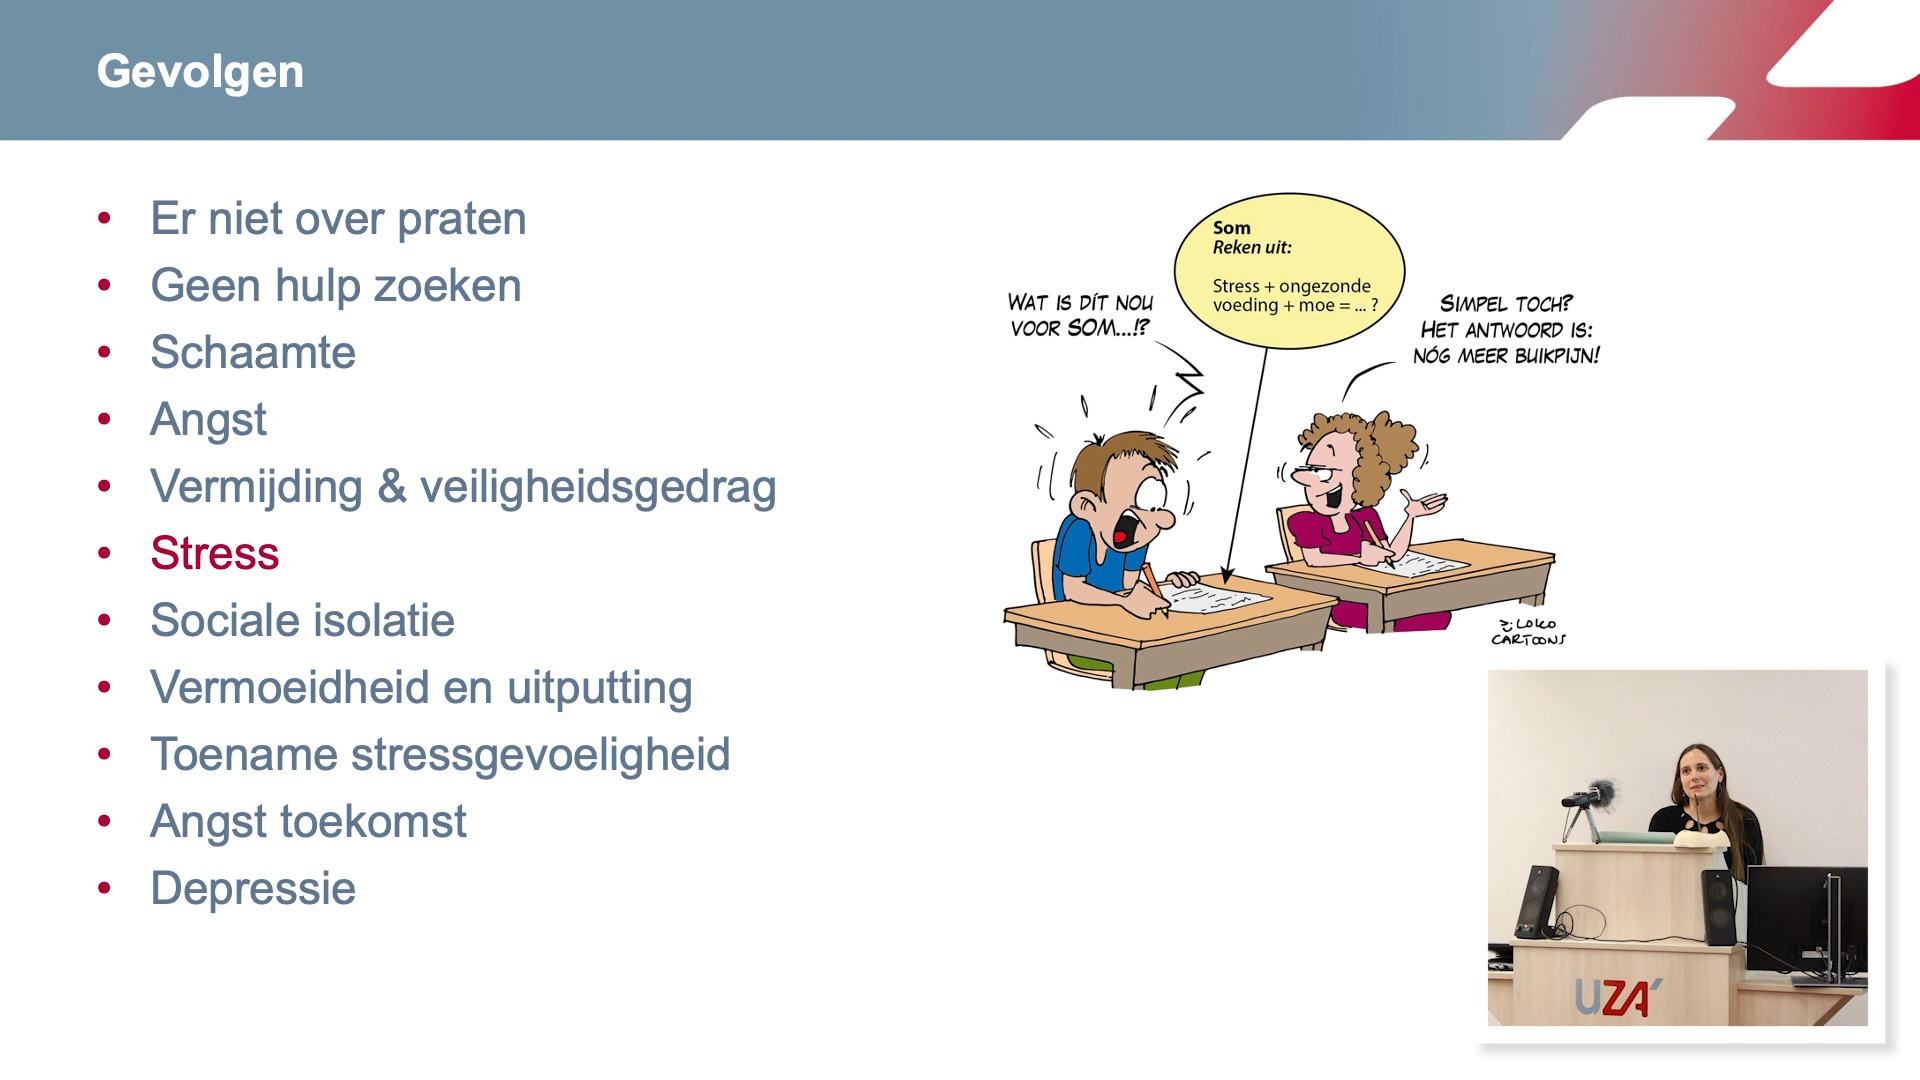 Gevolgen
• Er niet over praten
• Geen hulp zoeken
• Schaamte
• Angst
• Vermijding & veiligheidsgedrag
• Stress
• Sociale isolatie
• Vermoeidheid en uitputting
• Toename stressgevoeligheid
• Angst toekomst
• Depressie
WAT IS DÍT NOU
VOOR SOM...!?
Som
Reken uit:
Stress + ongezonde
voeding + moe = ... ?
SIMPEL TOCH?
HET ANTWOORD IS:
NÓG MEER BUIKPIJN!
LOKO
CARTOONS
UZA